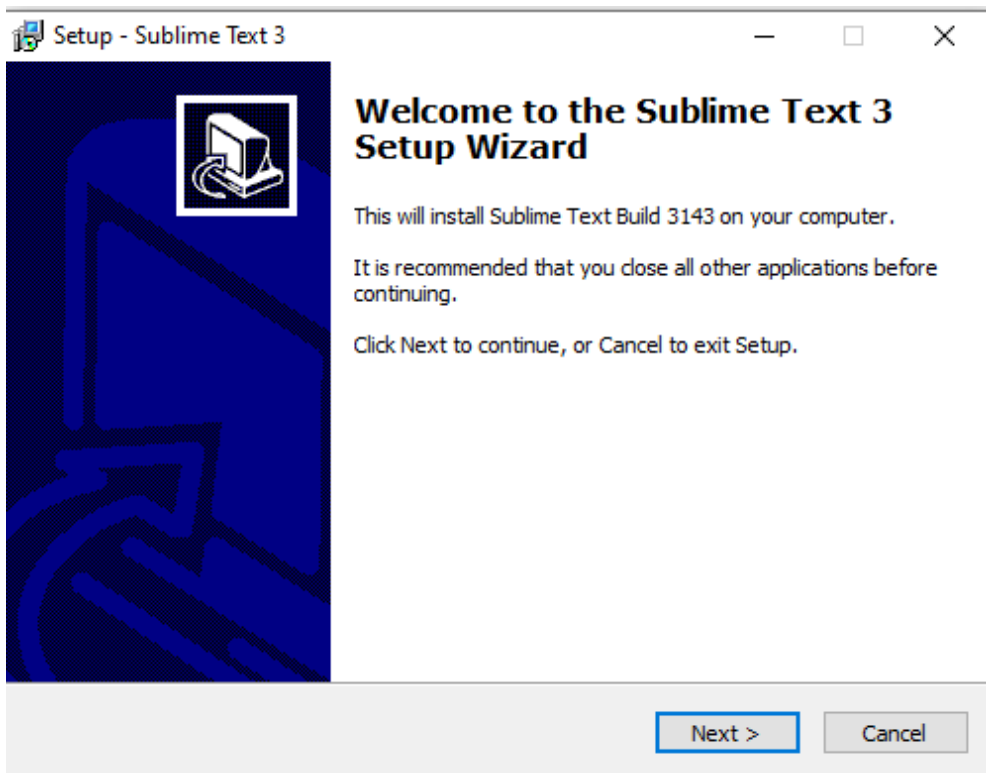 Setup - Sublime Text 3
Welcome to the Sublime Text 3
Setup Wizard
This will install Sublime Text Build 3143 on your computer.
It is recommended that you close all other applications before
continuing.
Click Next to continue, or Cancel to exit Setup.
Next >
Cancel